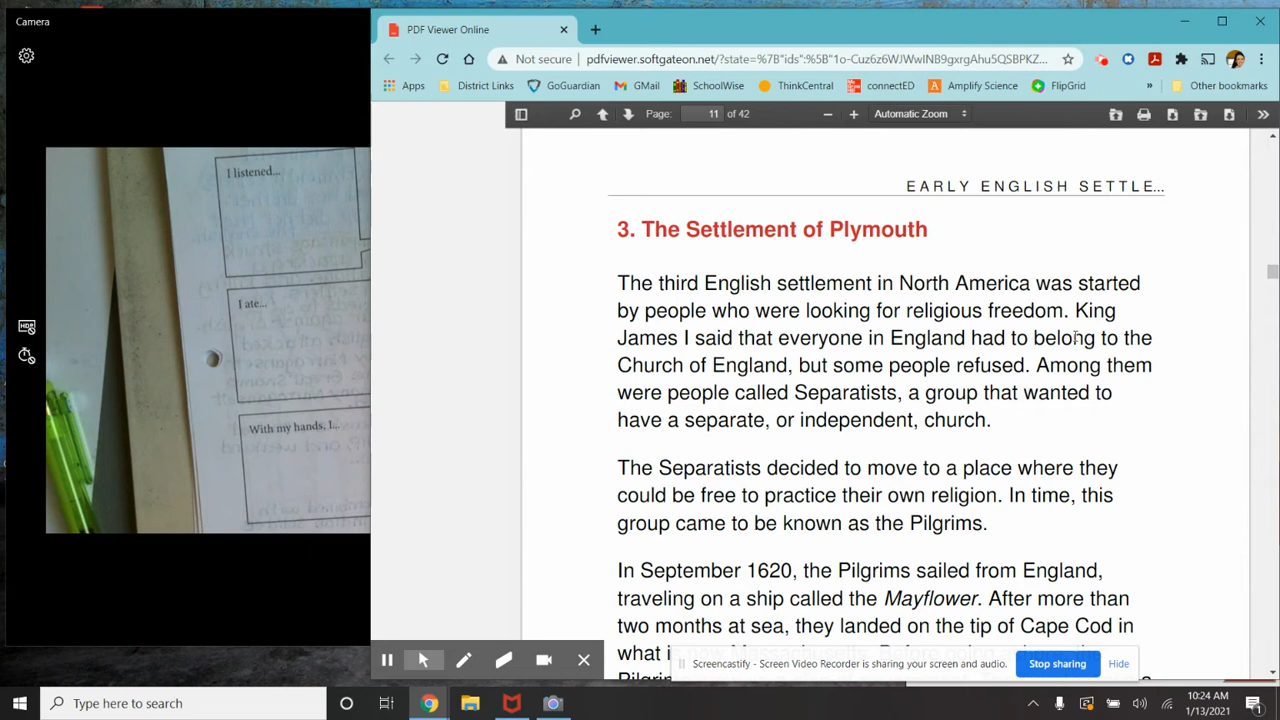 Camera
PDF Viewer Online
Not secure
pdfviewer.softgateon.net/?state=%7B"ids":%5B"1o-Cuz6z6WJWwINB9gxrgAhu5QSBPKZ...
Apps
District Links
GoGuardian
GMail
SchoolWise
ThinkCentral
connectED
Amplify Science
FlipGrid
»
Other bookmarks
Page: 11 of 42
Automatic Zoom
I listened...
I ate...
With my hands, I...
EARLY ENGLISH SETTLE...
3. The Settlement of Plymouth
The third English settlement in North America was started
by people who were looking for religious freedom. King
James I said that everyone in England had to belong to the
Church of England, but some people refused. Among them
were people called Separatists, a group that wanted to
have a separate, or independent, church.
The Separatists decided to move to a place where they
could be free to practice their own religion. In time, this
group came to be known as the Pilgrims.
In September 1620, the Pilgrims sailed from England,
traveling on a ship called the Mayflower. After more than
two months at sea, they landed on the tip of Cape Cod in
what
Screencastify - Screen Video Recorder is sharing your screen and audio.
Stop sharing
Hide
Type here to search
10:24 AM
1/13/2021